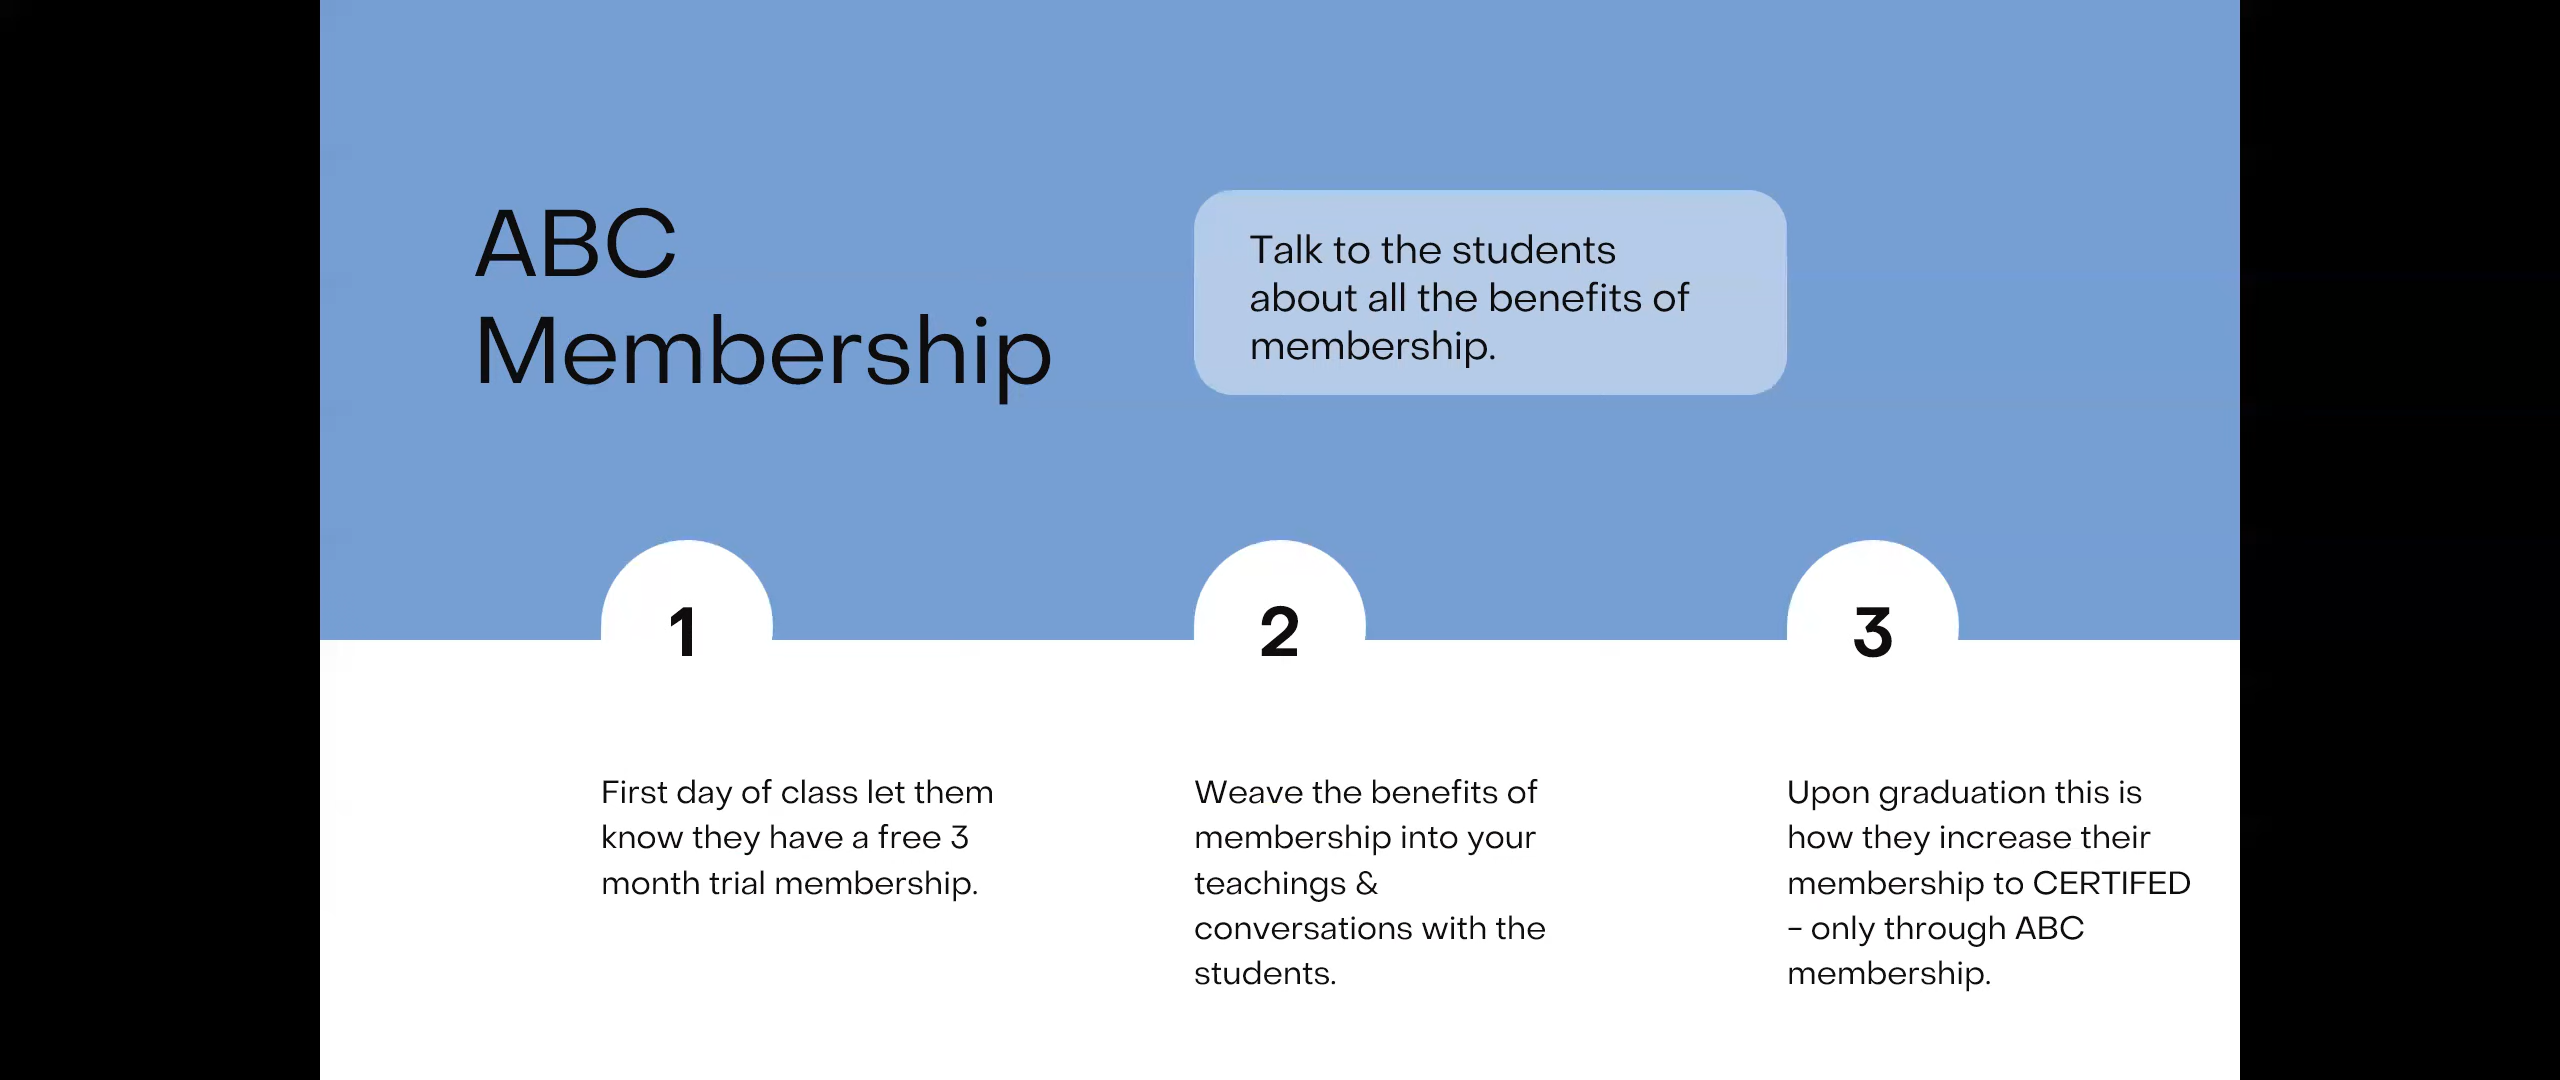 ABC
Membership
Talk to the students
about all the benefits of
membership.
1
First day of class let them
know they have a free 3
month trial membership.
2
Weave the benefits of
membership into your
teachings &
conversations with the
students.
3
Upon graduation this is
how they increase their
membership to CERTIFED
- only through ABC
membership.